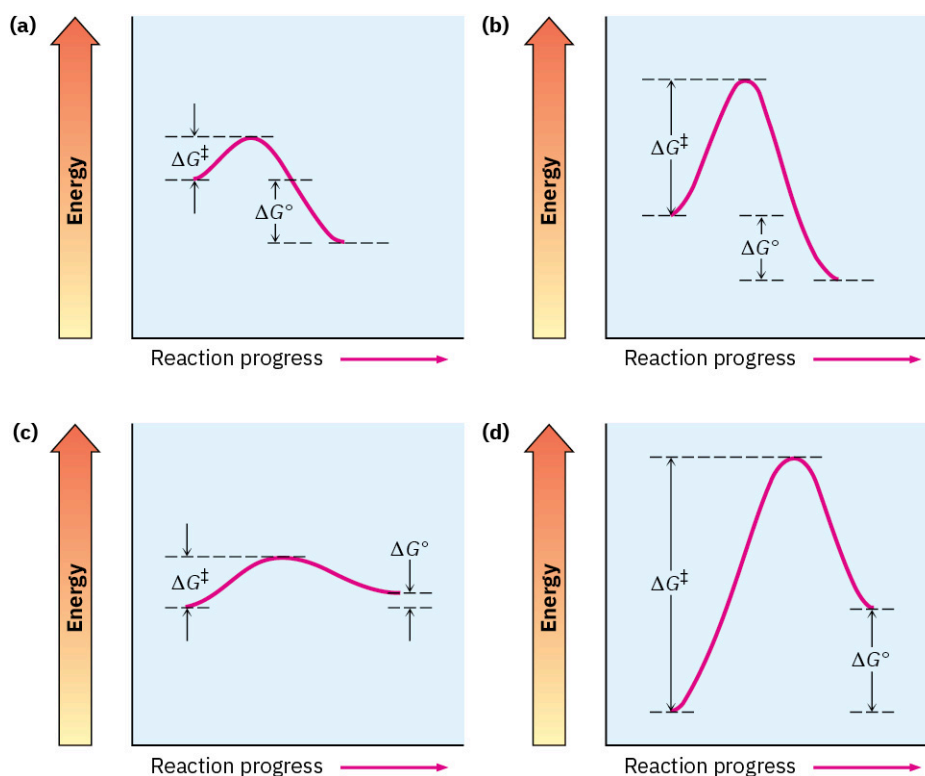 (a)
Energy
ΔG‡
ΔG°
Reaction progress
(b)
Energy
ΔG‡
ΔG°
Reaction progress
(c)
Energy
ΔG‡
ΔG°
Reaction progress
(d)
Energy
ΔG‡
ΔG°
Reaction progress